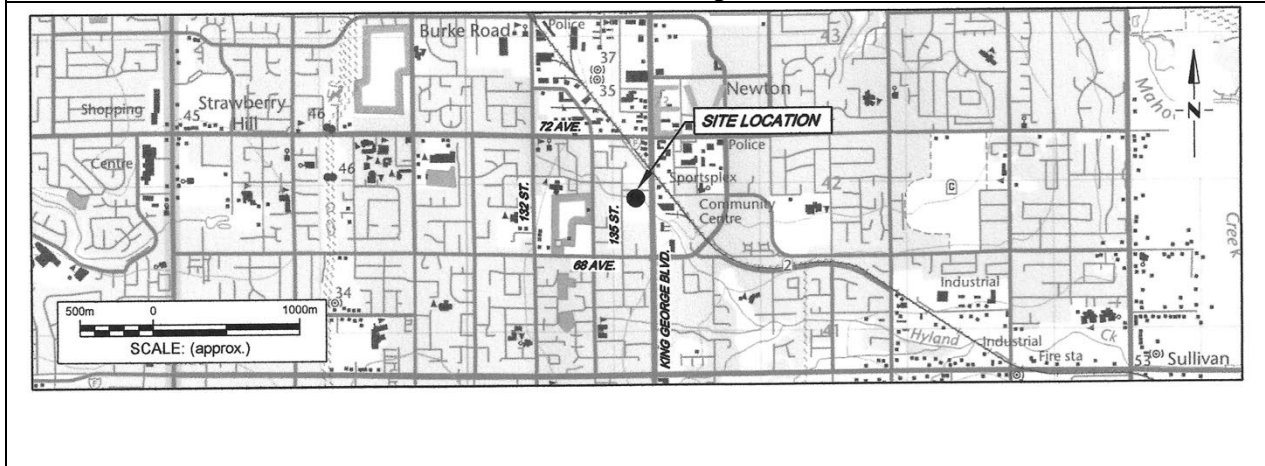 Burke Road
Police
43
37
35
Shopping
45
Strawberry
Hill
46
Newton
Maho
N
72 AVE.
SITE LOCATION
Police
Centre
46
Sportsplex
42
C
132 ST.
135 ST.
Community
Centre
Creek
68 AVE.
2
34
Industrial
500m 0 1000m
SCALE: (approx.)
KING GEORGE BLVD.
41
Hyland
Ck
Industrial
Fire sta
53 Sullivan